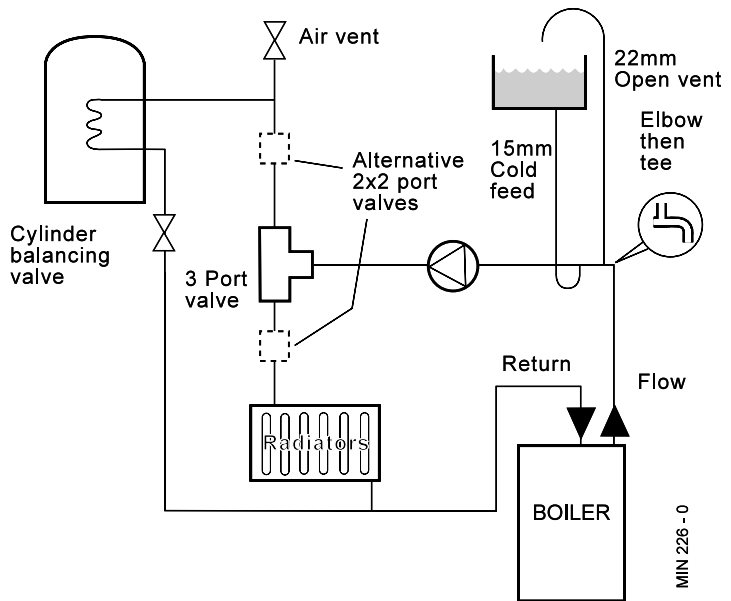 Air vent
22mm
Open vent
Elbow
then
tee
15mm
Cold
feed
Alternative
2x2 port
valves
Cylinder
balancing
valve
3 Port
valve
Return
Flow
Radiators
BOILER
MIN 226 - 0